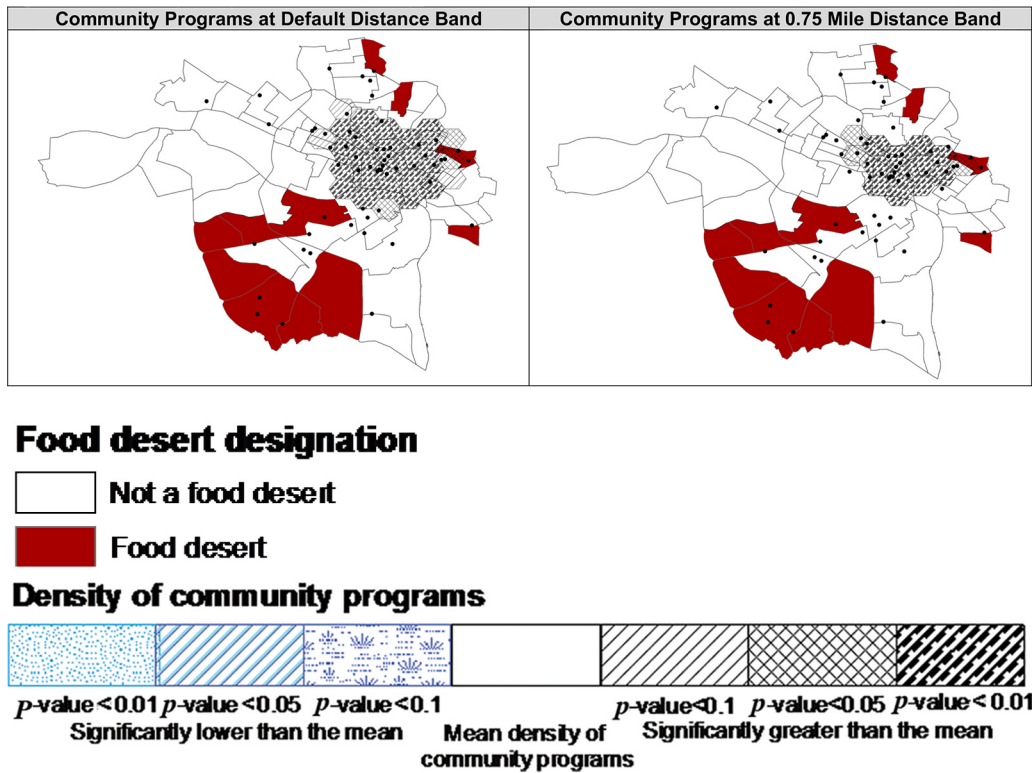 Community Programs at Default Distance Band
Community Programs at 0.75 Mile Distance Band
Food desert designation
Not a food desert
Food desert
Density of community programs
p-value<0.01 p-value<0.05 p-value<0.1
Significantly lower than the mean
Mean density of
community programs
p-value<0.1 p-value<0.05 p-value<0.01
Significantly greater than the mean